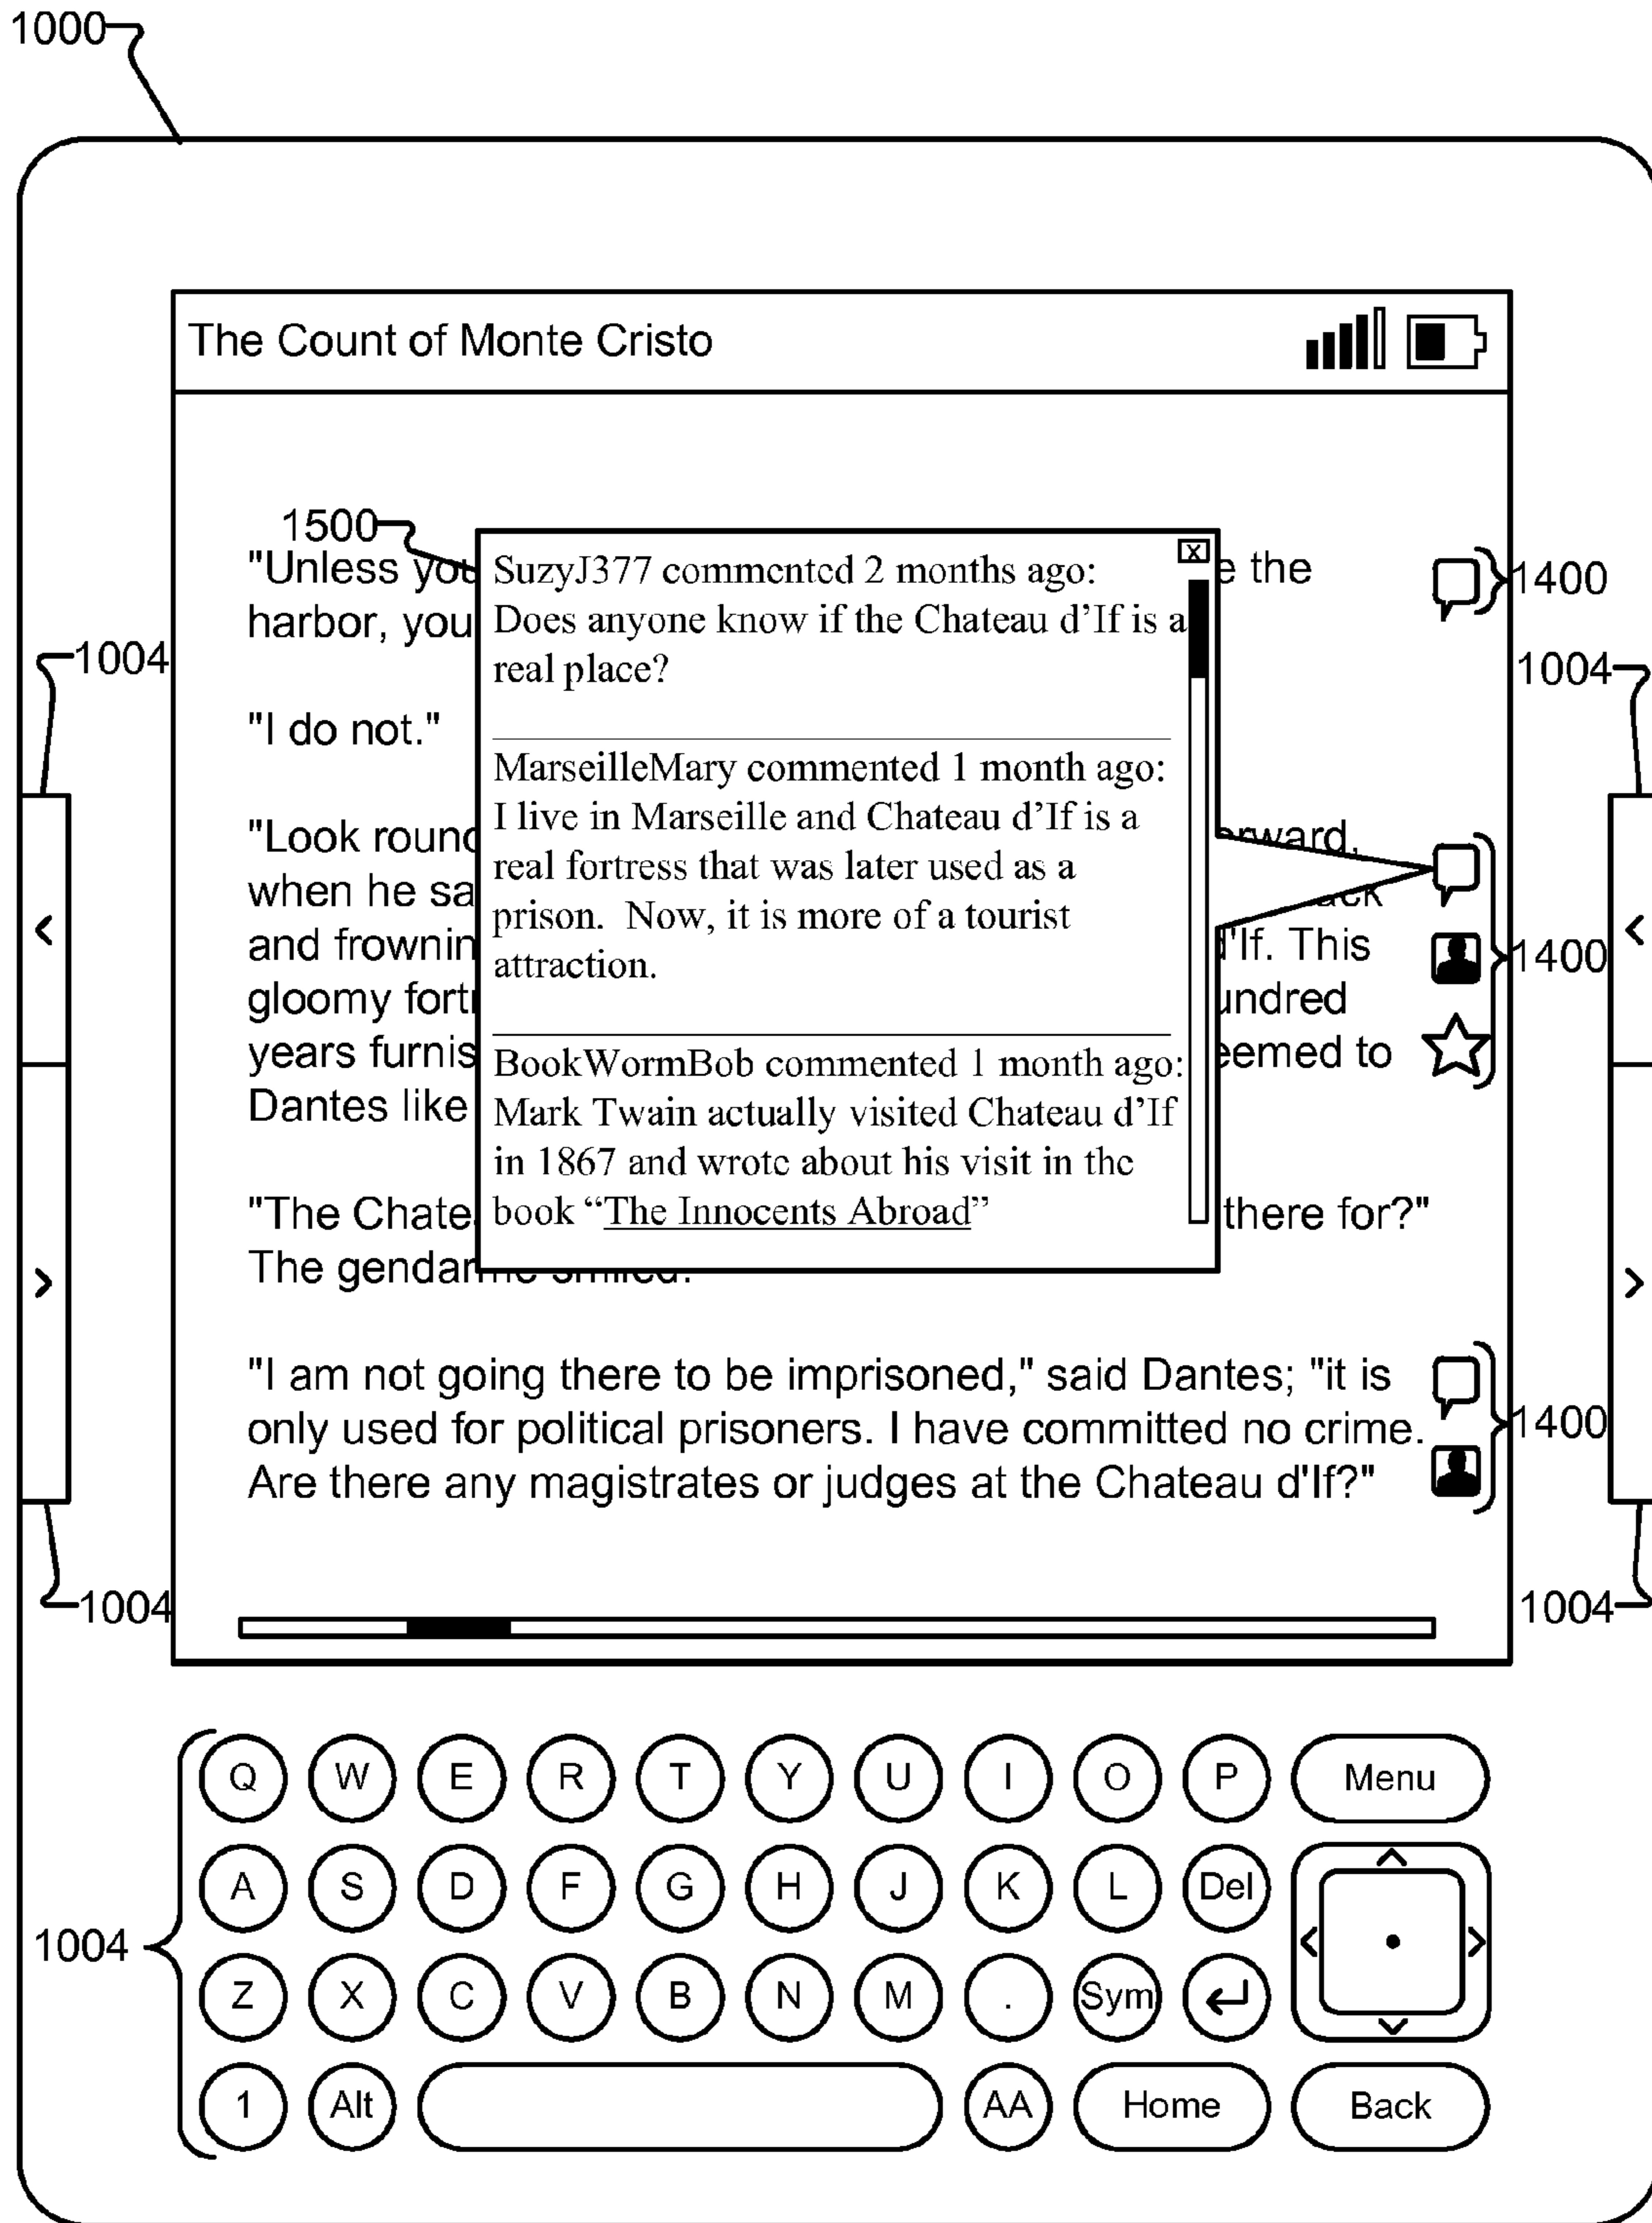 1000
The Count of Monte Cristo
1500
"Unless you
e the
1400
harbor, you
1004
1004
"I do not."
"Look round
orward,
when he sa
and frownin
d'If. This
1400
gloomy fort
undred
years furnis
eemed to
Dantes like
"The Chate
there for?"
The gendar
X
SuzyJ377 commented 2 months ago:
Does anyone know if the Chateau d’If is a
real place?
MarseilleMary commented 1 month ago:
I live in Marseille and Chateau d’If is a
real fortress that was later used as a
prison. Now, it is more of a tourist
attraction.
BookWormBob commented 1 month ago:
Mark Twain actually visited Chateau d’If
in 1867 and wrote about his visit in the
book “The Innocents Abroad”
"I am not going there to be imprisoned," said Dantes; "it is
only used for political prisoners. I have committed no crime.
1400
Are there any magistrates or judges at the Chateau d'If?"
1004
1004
Q W E R T Y U I O P Menu
A S D F G H J K L Del
1004
Z X C V B N M . Sym
1 Alt AA Home Back